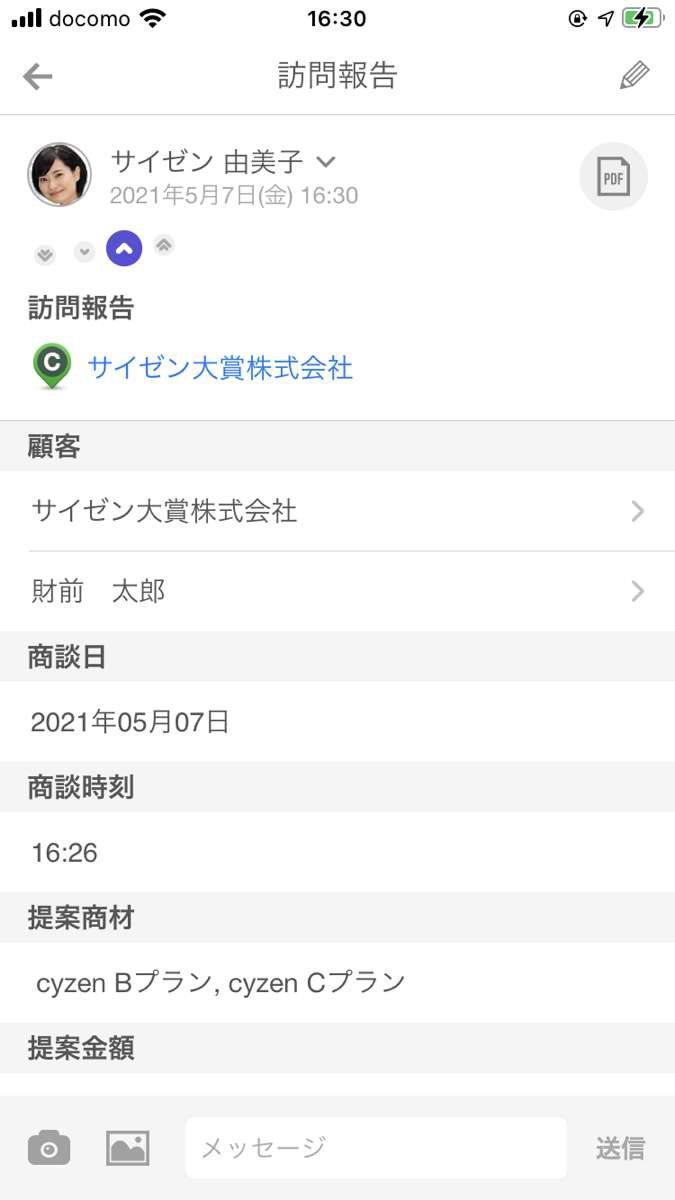 docomo 16:30
訪問報告
サイゼン 由美子
2021年5月7日(金) 16:30
PDF
訪問報告
C サイゼン大賞株式会社
顧客
サイゼン大賞株式会社
財前　太郎
商談日
2021年05月07日
商談時刻
16:26
提案商材
cyzen Bプラン, cyzen Cプラン
提案金額
メッセージ 送信